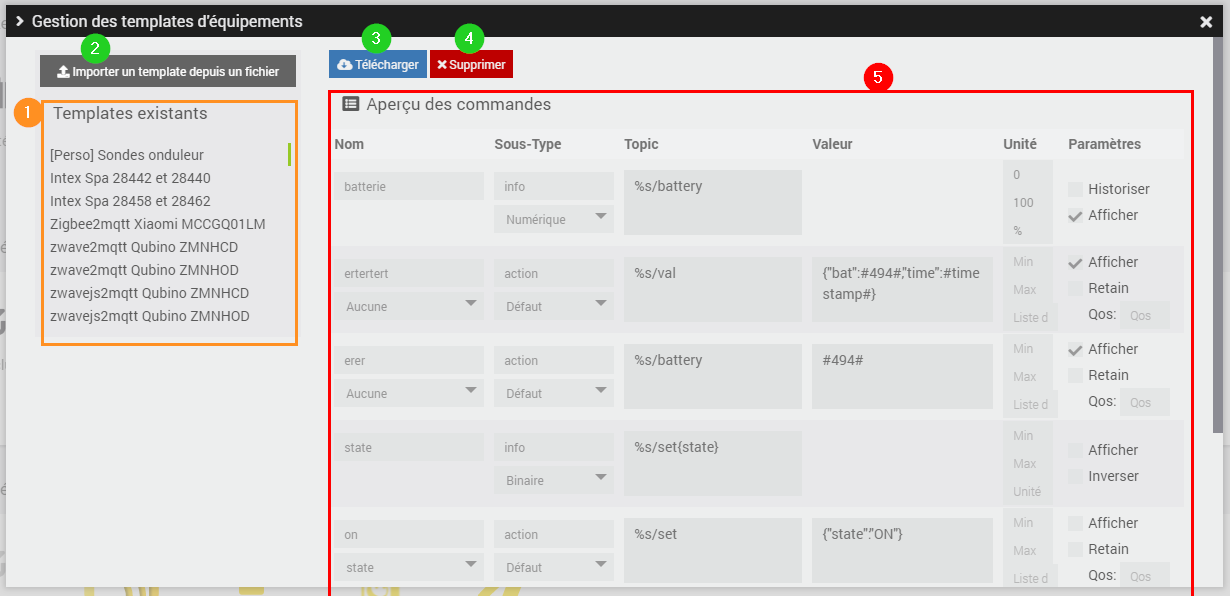 Gestion des templates d'équipements
2
3
4
Importer un template depuis un fichier
Télécharger
Supprimer
5
1
Templates existants
[Perso] Sondes onduleur
Intex Spa 28442 et 28440
Intex Spa 28458 et 28462
Zigbee2mqtt Xiaomi MCCGQ01LM
zwave2mqtt Qubino ZMNHCD
zwave2mqtt Qubino ZMNHOD
zwavejs2mqtt Qubino ZMNHCD
zwavejs2mqtt Qubino ZMNHOD
Aperçu des commandes
Nom Sous-Type Topic Valeur Unité Paramètres
batterie info %s/battery 0 Historiser
Numérique 100 Afficher
%
ertertert action %s/val {"bat":#494#,"time":#time Min Afficher
Aucune Défaut stamp#} Max Retain
Liste d Qos: Qos
erer action %s/battery #494# Min Afficher
Aucune Défaut Max Retain
Liste d Qos: Qos
state info %s/set{state} Min Afficher
Binaire Max Inverser
Unité
on action %s/set {"state":"ON"} Min Afficher
state Défaut Max Retain
Liste d Qos: Qos